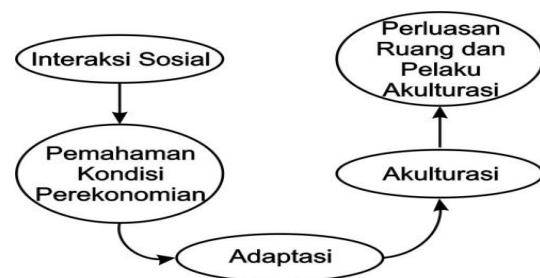 Interaksi Sosial
Pemahaman
Kondisi
Perekonomian
Adaptasi
Akulturasi
Perluasan
Ruang dan
Pelaku
Akulturasi